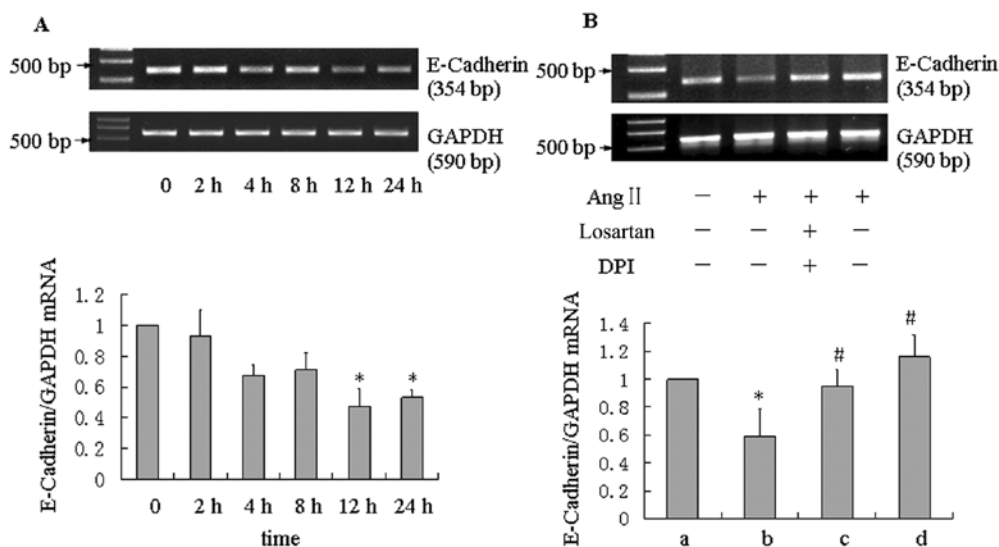 A
500 bp
E-Cadherin
(354 bp)
500 bp
GAPDH
(590 bp)
0 2 h 4 h 8 h 12 h 24 h
E-Cadherin/GAPDH mRNA
1.2
1
0.8
0.6
0.4
0.2
0
* *
0 2 h 4 h 8 h 12 h 24 h
time
B
500 bp
E-Cadherin
(354 bp)
500 bp
GAPDH
(590 bp)
Ang II − + + +
Losartan − − + −
DPI − − + −
E-Cadherin/GAPDH mRNA
1.4
1.2
1
0.8
0.6
0.4
0.2
0
* # #
a b c d